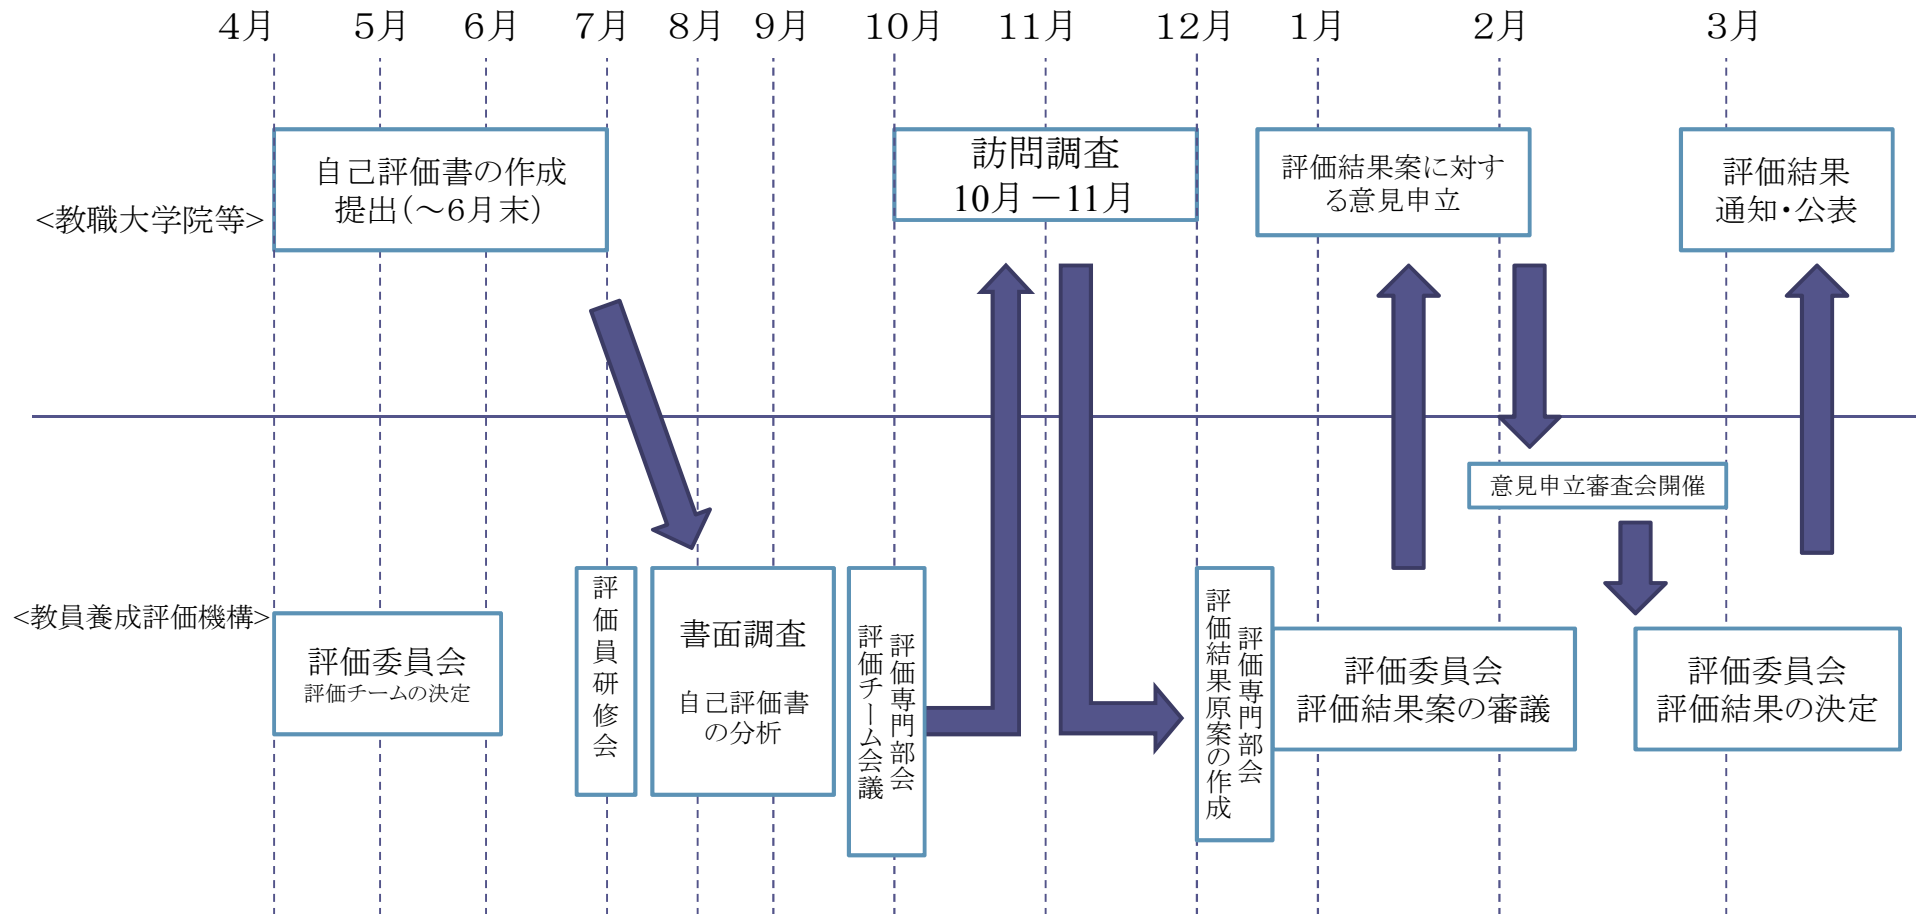 4月 5月 6月 7月 8月 9月 10月 11月 12月 1月 2月 3月
<教職大学院等>
自己評価書の作成
提出(～6月末)
訪問調査
10月－11月
評価結果案に対す
る意見申立
評価結果
通知・公表
意見申立審査会開催
<教員養成評価機構>
評価委員会
評価チームの決定
評価員研修会
書面調査
自己評価書
の分析
評価専門部会
評価チーム会議
評価専門部会
評価結果原案の作成
評価委員会
評価結果案の審議
評価委員会
評価結果の決定